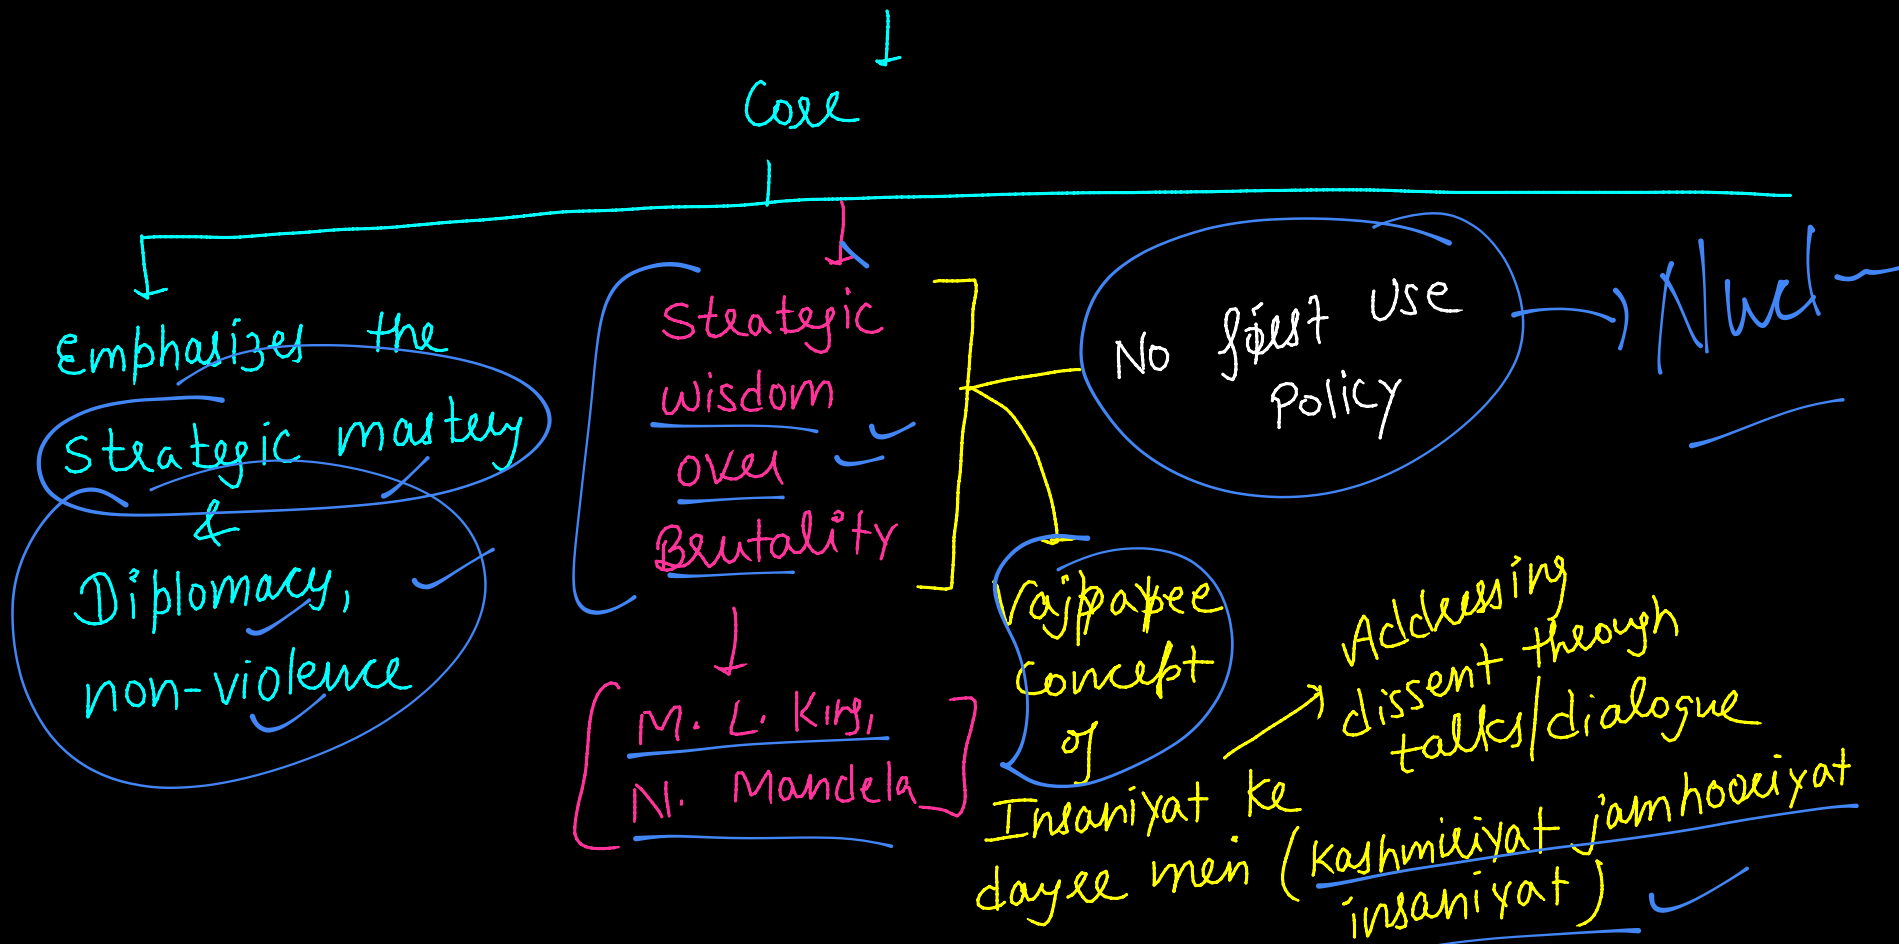 Core
Emphasizes the
strategic mastery
&
Diplomacy,
non-violence
Strategic
wisdom
over
Brutality
M. L. King,
N. Mandela
No first use
Policy
Nucl
Vajpayee
concept
of
Insaniyat ke
dayre mein (kashmiriyat jamhooriyat
insaniyat)
Addressing
dissent through
talks/dialogue